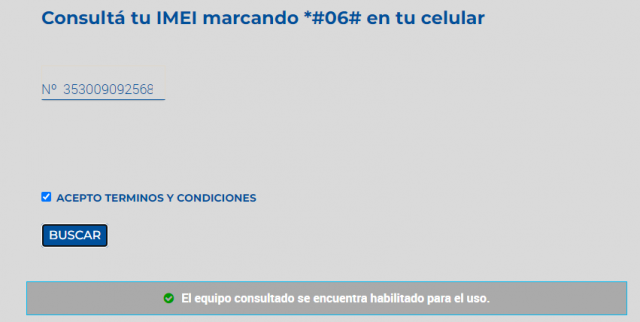 Consultá tu IMEI marcando *#06# en tu celular
Nº 353009092568
ACEPTO TERMINOS Y CONDICIONES
BUSCAR
El equipo consultado se encuentra habilitado para el uso.